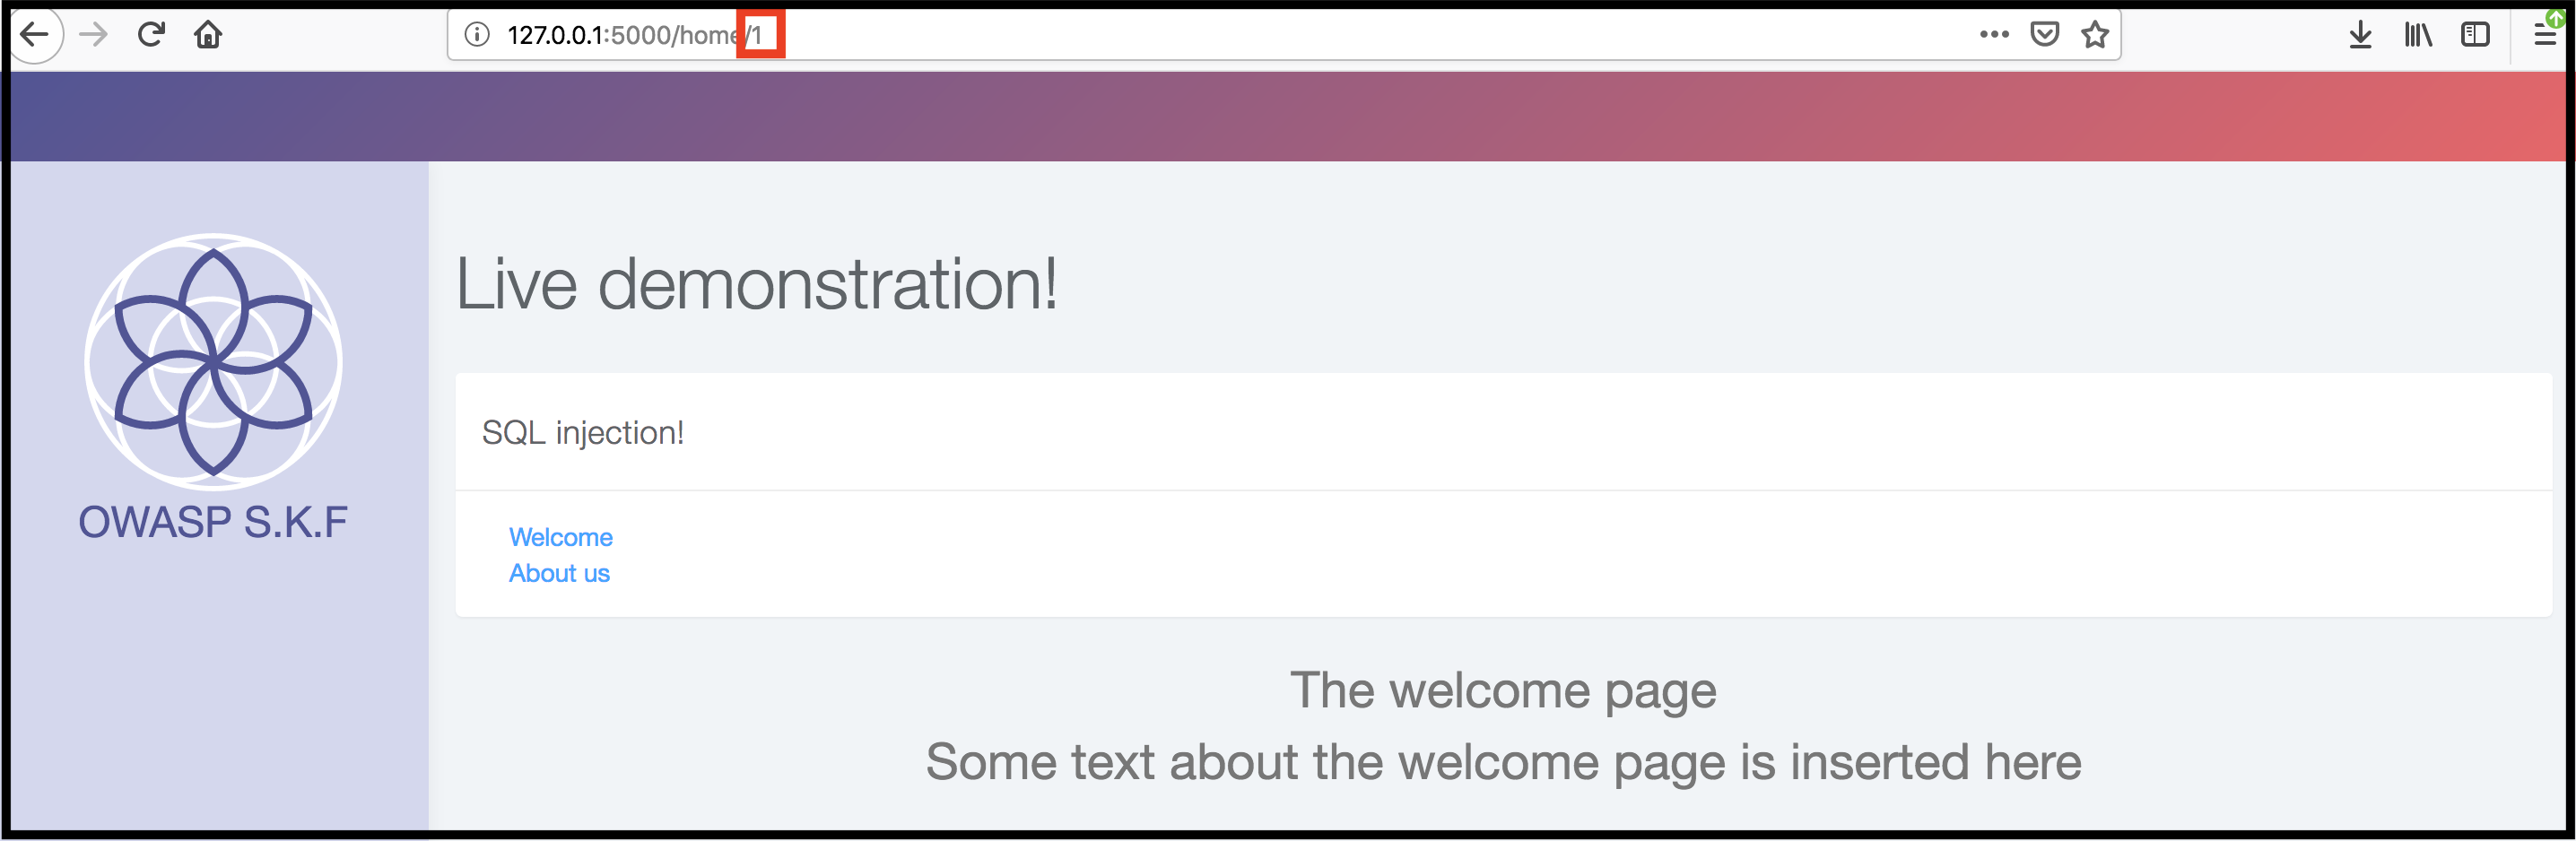 127.0.0.1:5000/home/1
OWASP S.K.F
Live demonstration!
SQL injection!
Welcome
About us
The welcome page
Some text about the welcome page is inserted here